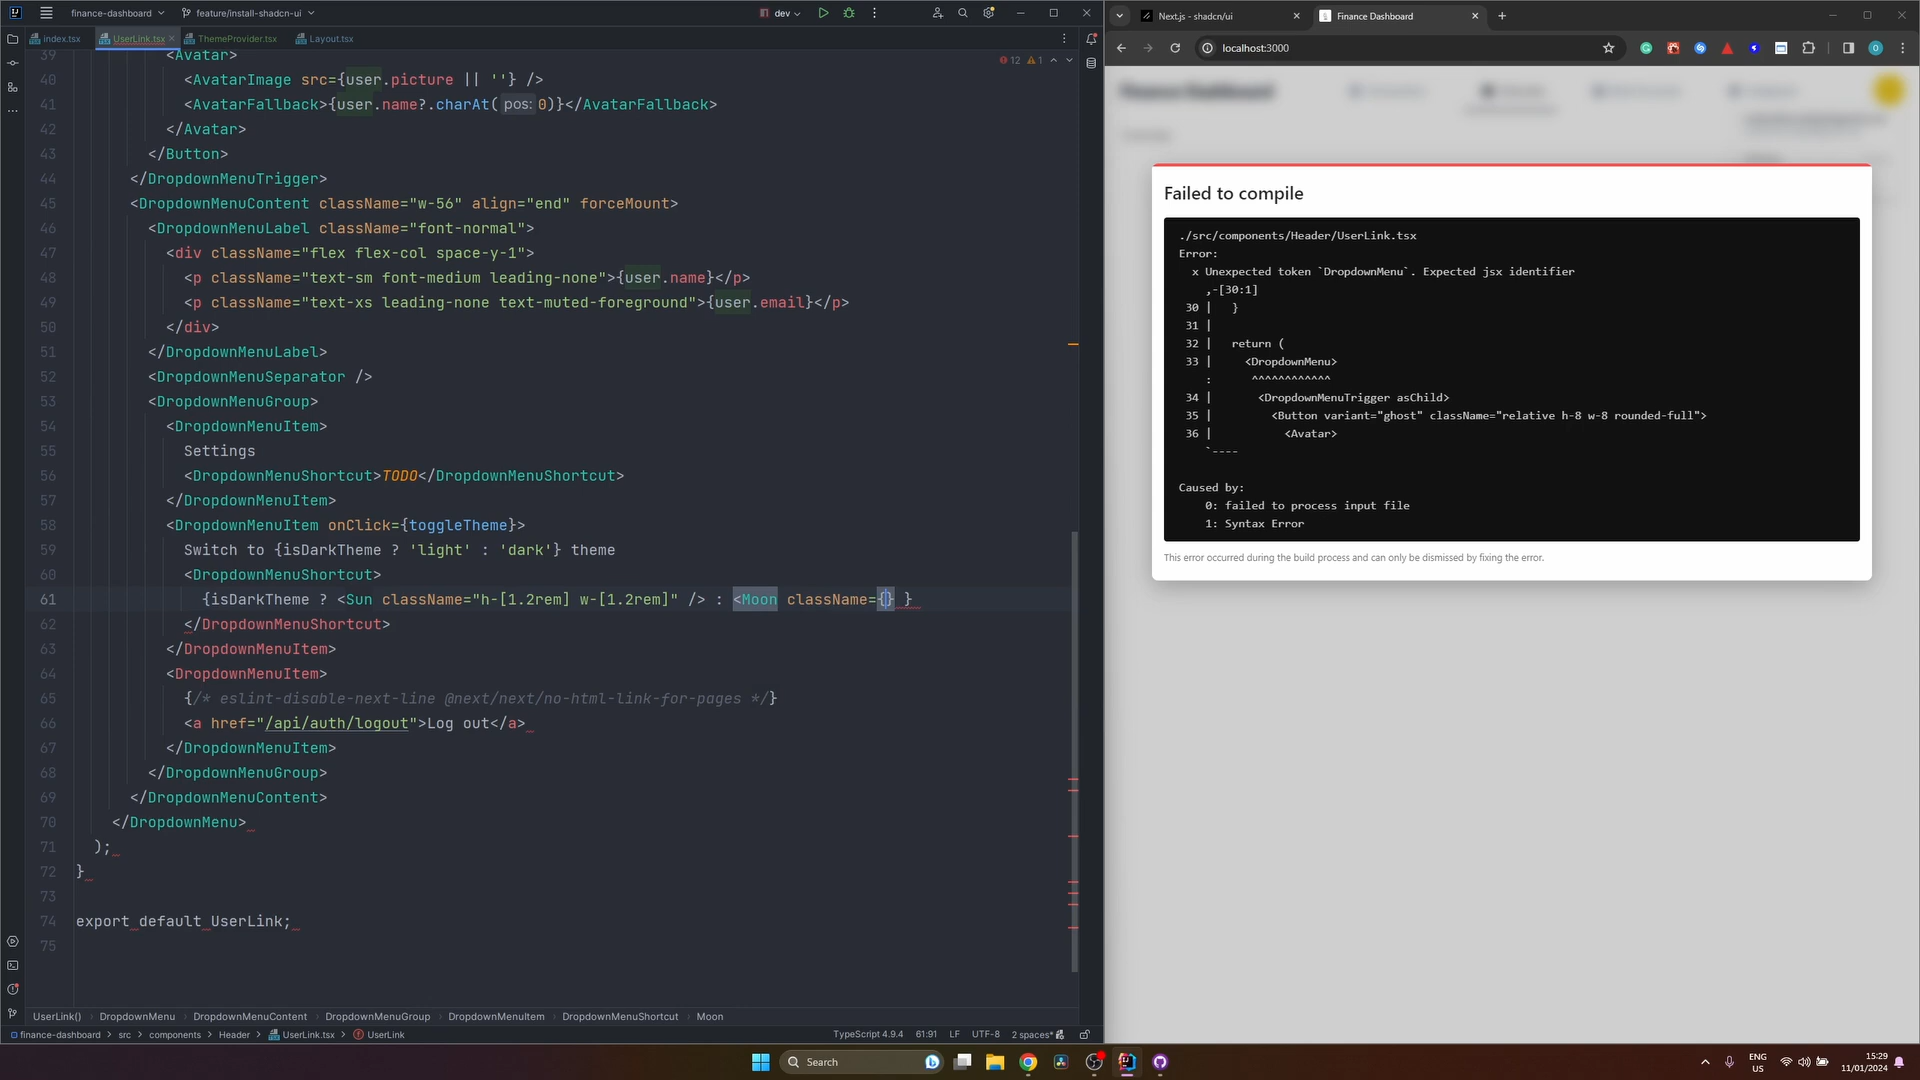 finance-dashboard
feature/install-shadcn-ui
dev
index.tsx
UserLink.tsx
ThemeProvider.tsx
Layout.tsx
12 1
39 <Avatar>
40 <AvatarImage src={user.picture || ''} />
41 <AvatarFallback>{user.name?.charAt( pos: 0)}</AvatarFallback>
42 </Avatar>
43 </Button>
44 </DropdownMenuTrigger>
45 <DropdownMenuContent className="w-56" align="end" forceMount>
46 <DropdownMenuLabel className="font-normal">
47 <div className="flex flex-col space-y-1">
48 <p className="text-sm font-medium leading-none">{user.name}</p>
49 <p className="text-xs leading-none text-muted-foreground">{user.email}</p>
50 </div>
51 </DropdownMenuLabel>
52 <DropdownMenuSeparator />
53 <DropdownMenuGroup>
54 <DropdownMenuItem>
55 Settings
56 <DropdownMenuShortcut>TODO</DropdownMenuShortcut>
57 </DropdownMenuItem>
58 <DropdownMenuItem onClick={toggleTheme}>
59 Switch to {isDarkTheme ? 'light' : 'dark'} theme
60 <DropdownMenuShortcut>
61 {isDarkTheme ? <Sun className="h-[1.2rem] w-[1.2rem]" /> : <Moon className={} }
62 </DropdownMenuShortcut>
63 </DropdownMenuItem>
64 <DropdownMenuItem>
65 {/* eslint-disable-next-line @next/next/no-html-link-for-pages */}
66 <a href="/api/auth/logout">Log out</a>
67 </DropdownMenuItem>
68 </DropdownMenuGroup>
69 </DropdownMenuContent>
70 </DropdownMenu>
71 );
72 }
73
74 export default UserLink;
75
UserLink() DropdownMenu DropdownMenuContent DropdownMenuGroup DropdownMenuItem DropdownMenuShortcut Moon
finance-dashboard > src > components > Header > UserLink.tsx > UserLink
TypeScript 4.9.4 61:91 LF UTF-8 2 spaces*
Next.js - shadcn/ui
Finance Dashboard
localhost:3000
Finance Dashboard
Failed to compile
./src/components/Header/UserLink.tsx
Error:
x Unexpected token `DropdownMenu`. Expected jsx identifier
,-[30:1]
30 | }
31 |
32 | return (
33 | <DropdownMenu>
: ^^^^^^^^^^^^
34 | <DropdownMenuTrigger asChild>
35 | <Button variant="ghost" className="relative h-8 w-8 rounded-full">
36 | <Avatar>
`----
Caused by:
0: failed to process input file
1: Syntax Error
This error occurred during the build process and can only be dismissed by fixing the error.
Search
ENG
US
15:29
11/01/2024